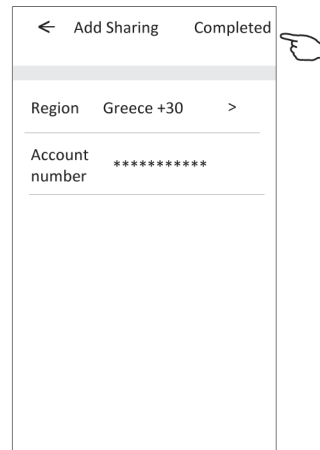 ← Add Sharing Completed
Region Greece +30 >
Account
number ***********